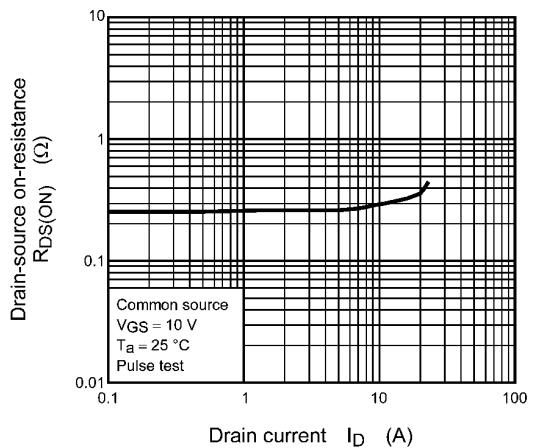 Drain-source on-resistance
RDS(ON) (Ω)
10
1
0.1
0.01
Common source
VGS = 10 V
Ta = 25 °C
Pulse test
0.1
1
10
100
Drain current ID (A)